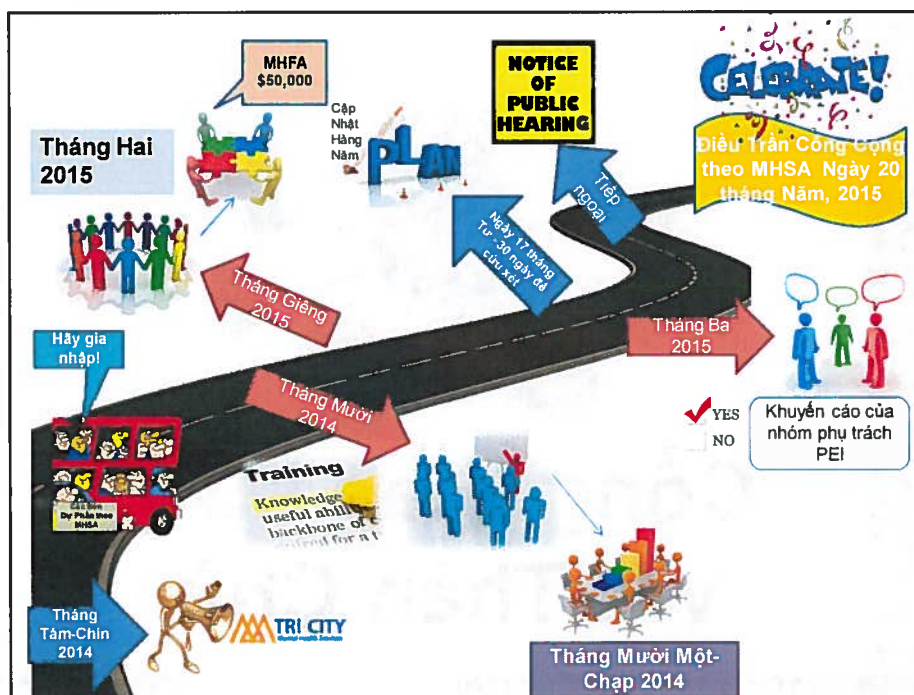 MHFA
$50,000
Tháng Hai
2015
Cập
Nhật
Hàng
Năm
PLAN
NOTICE
OF
PUBLIC
HEARING
CELEBRATE!
Điều Trần Công Cộng
theo MHSA Ngày 20
tháng Năm, 2015
Tiếp
ngoại
Ngày 17 tháng
Tư - 30 ngày để
cứu xét
Tháng Giêng
2015
Tháng Ba
2015
Hãy gia
nhập!
Tháng Mười
2014
YES
NO
Khuyến cáo của
nhóm phụ trách
PEI
Training
Knowledge
useful abili
backbone of
for a t
Dự Phần theo
MHSA
Tháng
Tám-Chín
2014
TRI CITY
Tháng Mười Một-
Chạp 2014